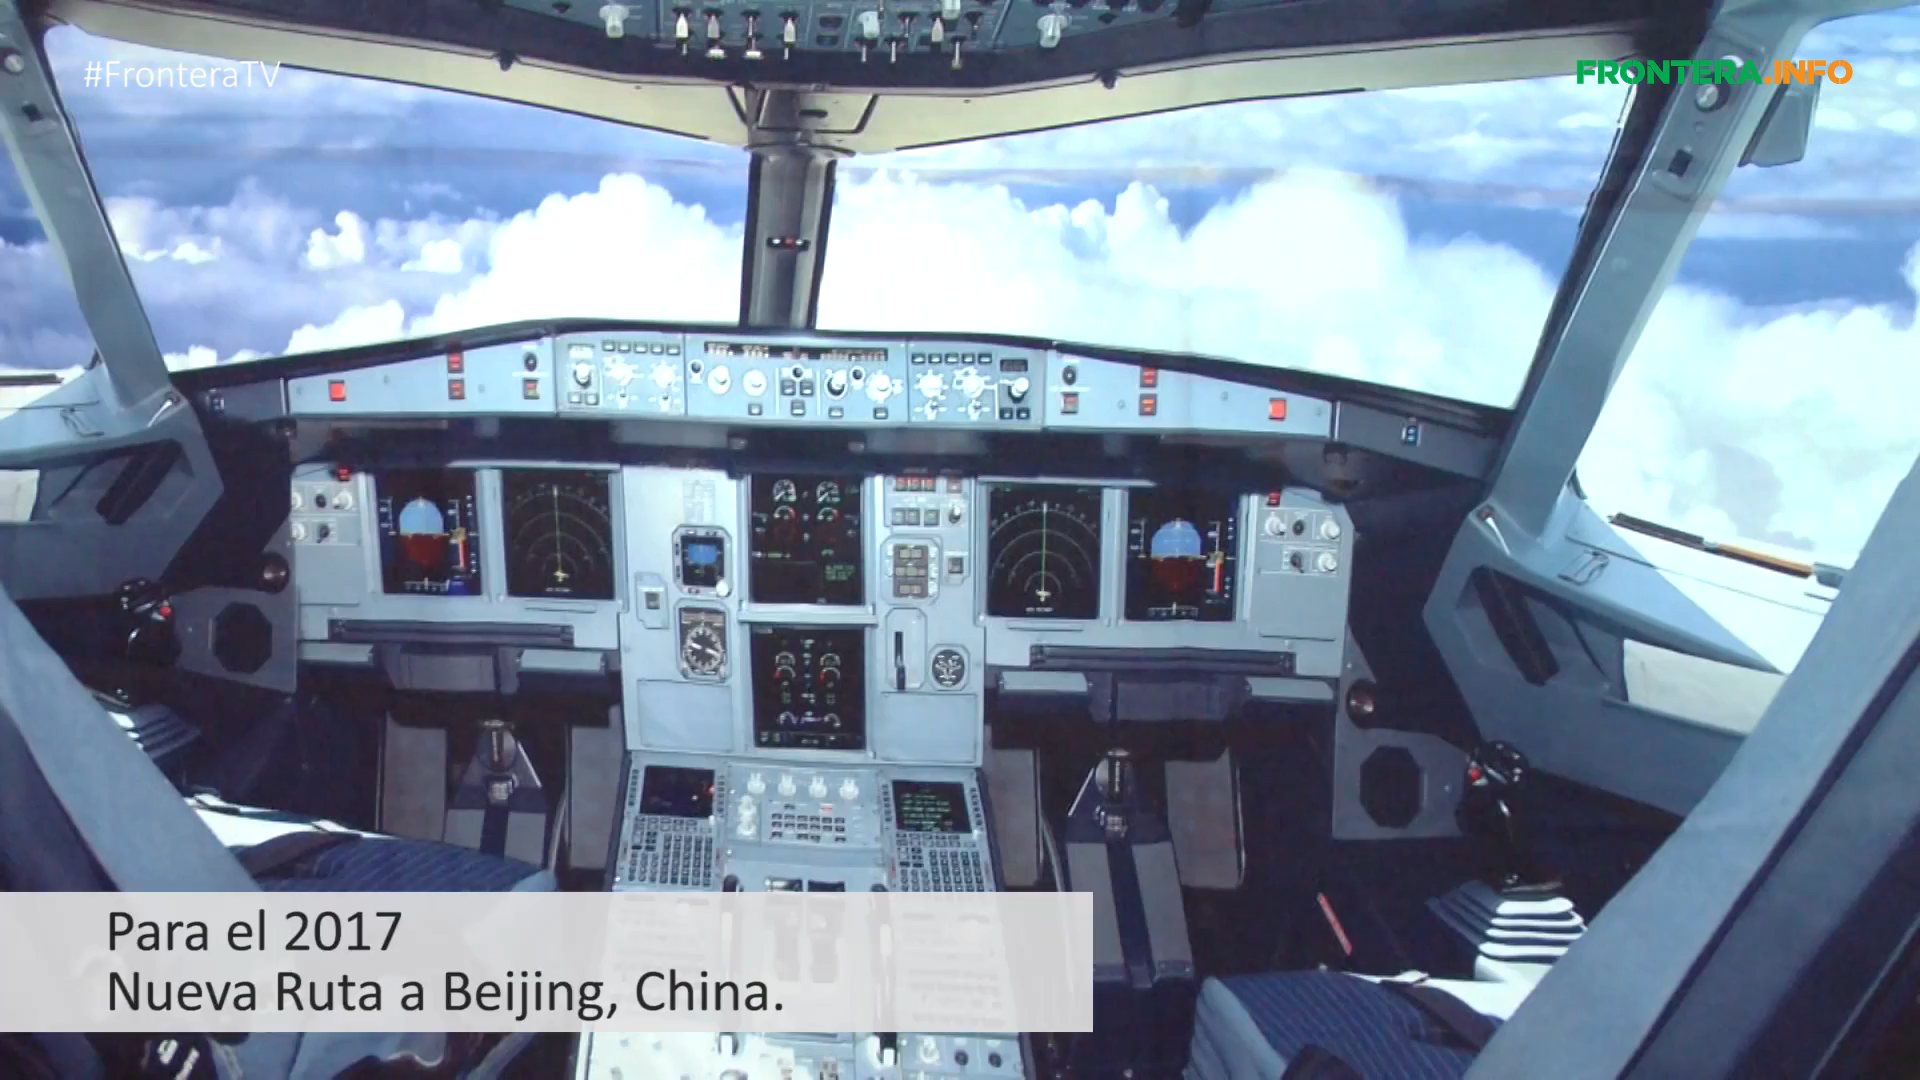 #FronteraTV
FRONTERA.INFO
Para el 2017
Nueva Ruta a Beijing, China.